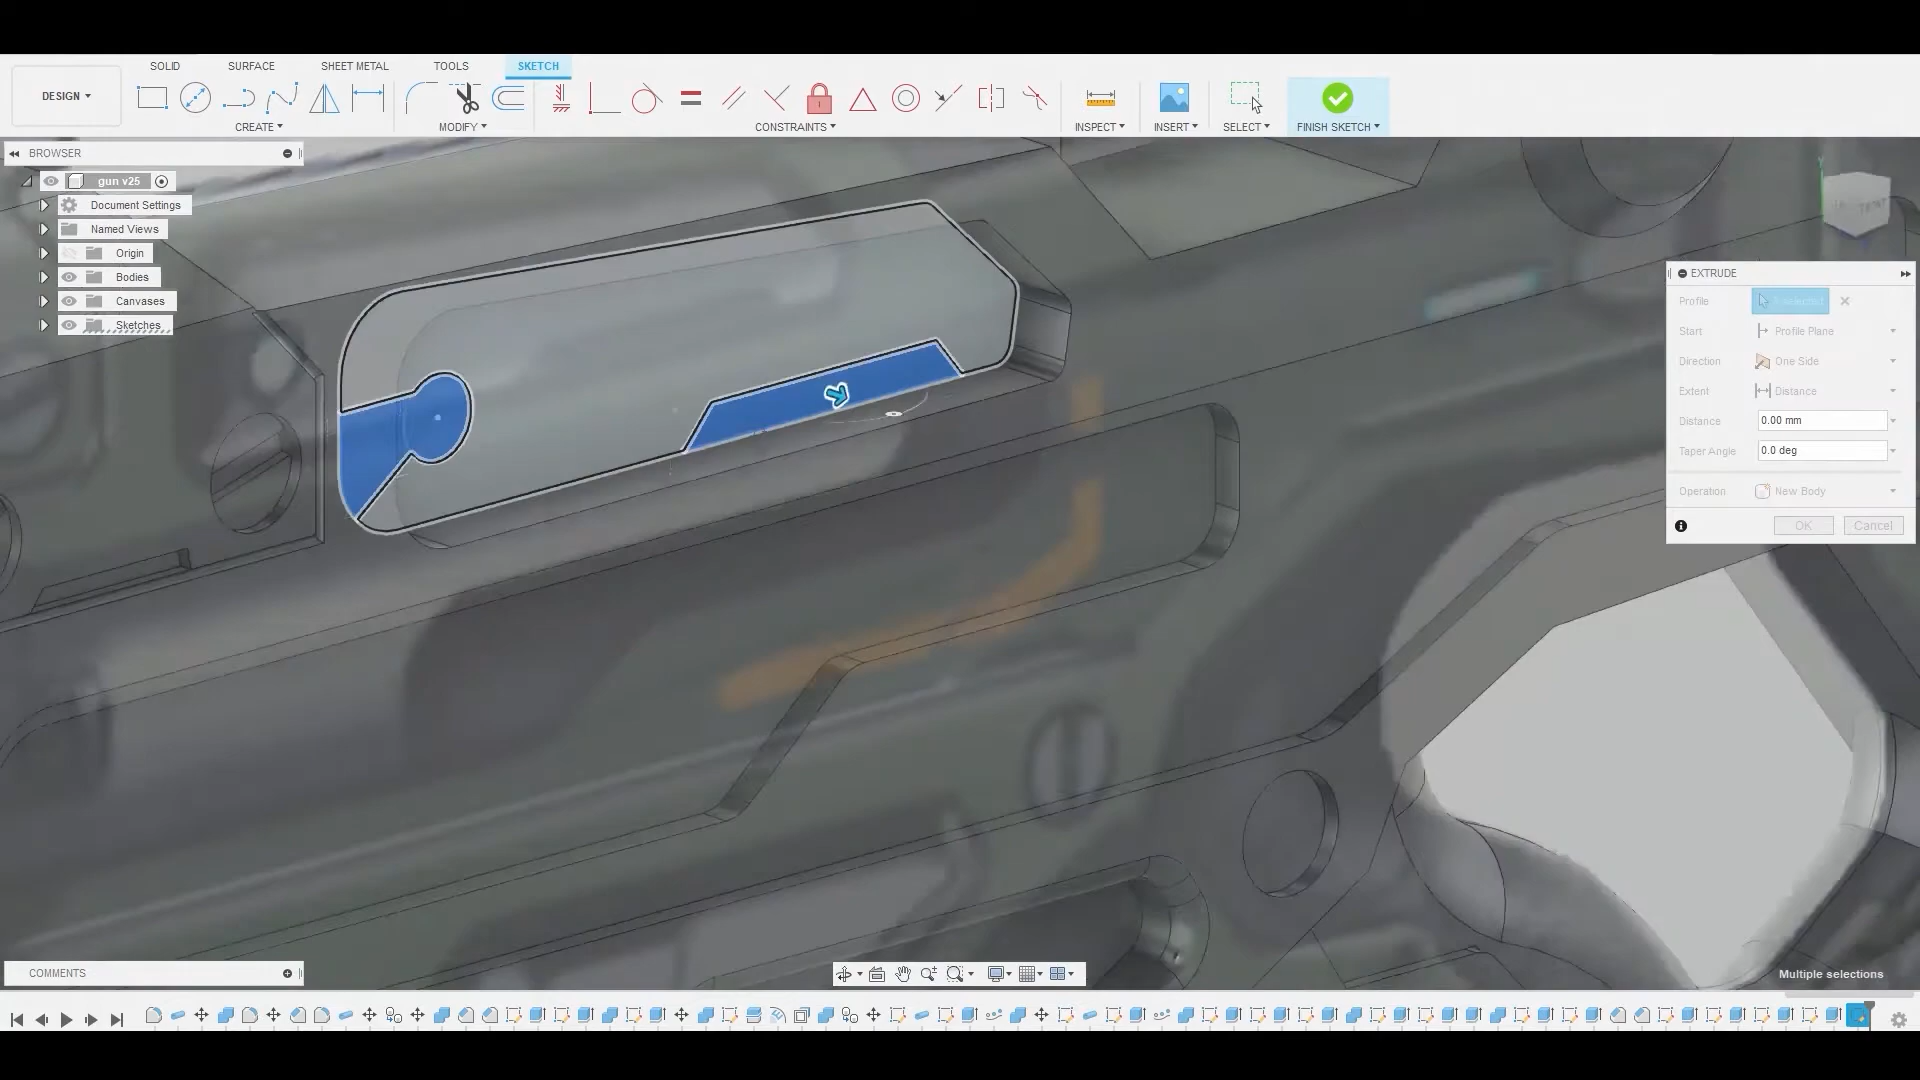 SOLID SURFACE SHEET METAL TOOLS SKETCH
DESIGN
CREATE MODIFY CONSTRAINTS INSPECT INSERT SELECT FINISH SKETCH
BROWSER
gun v25
Document Settings
Named Views
Origin
Bodies
Canvases
Sketches
FRONT
EXTRUDE
Profile selected
Start Profile Plane
Direction One Side
Extent Distance
Distance 0.00 mm
Taper Angle 0.0 deg
Operation New Body
OK Cancel
COMMENTS
Multiple selections